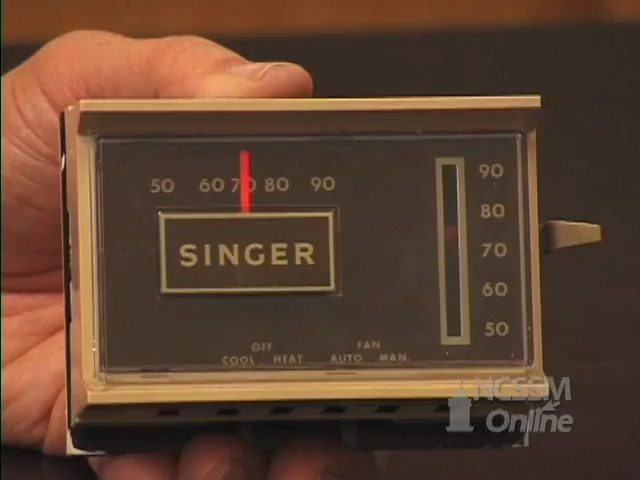 50 60 70 80 90
SINGER
90
80
70
60
50
OFF
COOL HEAT
FAN
AUTO MAN.
NCSSM
Online